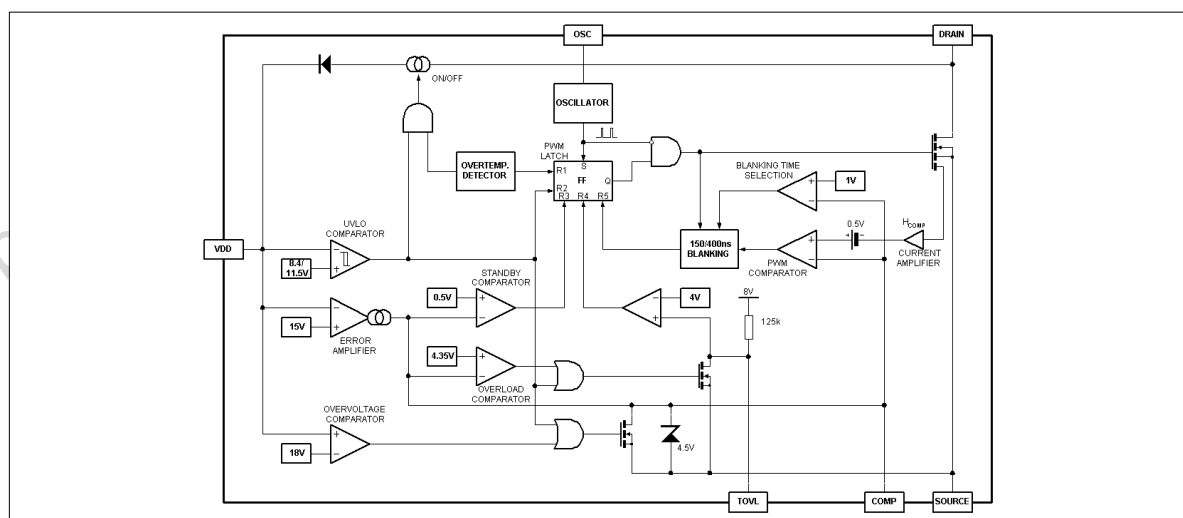 OSC
DRAIN
ON/OFF
OSCILLATOR
PWM
LATCH
OVERTEMP.
DETECTOR
R1
S
FF
Q
R2
R3 R4 R5
BLANKING TIME
SELECTION
+
−
1V
UVLO
COMPARATOR
VDD
−
+
8.4/
11.5V
150/400ns
BLANKING
+
−
PWM
COMPARATOR
0.5V
+ −
HCOMP
CURRENT
AMPLIFIER
STANDBY
COMPARATOR
0.5V
+
−
−
+
4V
8V
125k
−
+
15V
ERROR
AMPLIFIER
4.35V
+
−
OVERLOAD
COMPARATOR
OVERVOLTAGE
COMPARATOR
+
−
18V
4.5V
TOVL
COMP
SOURCE